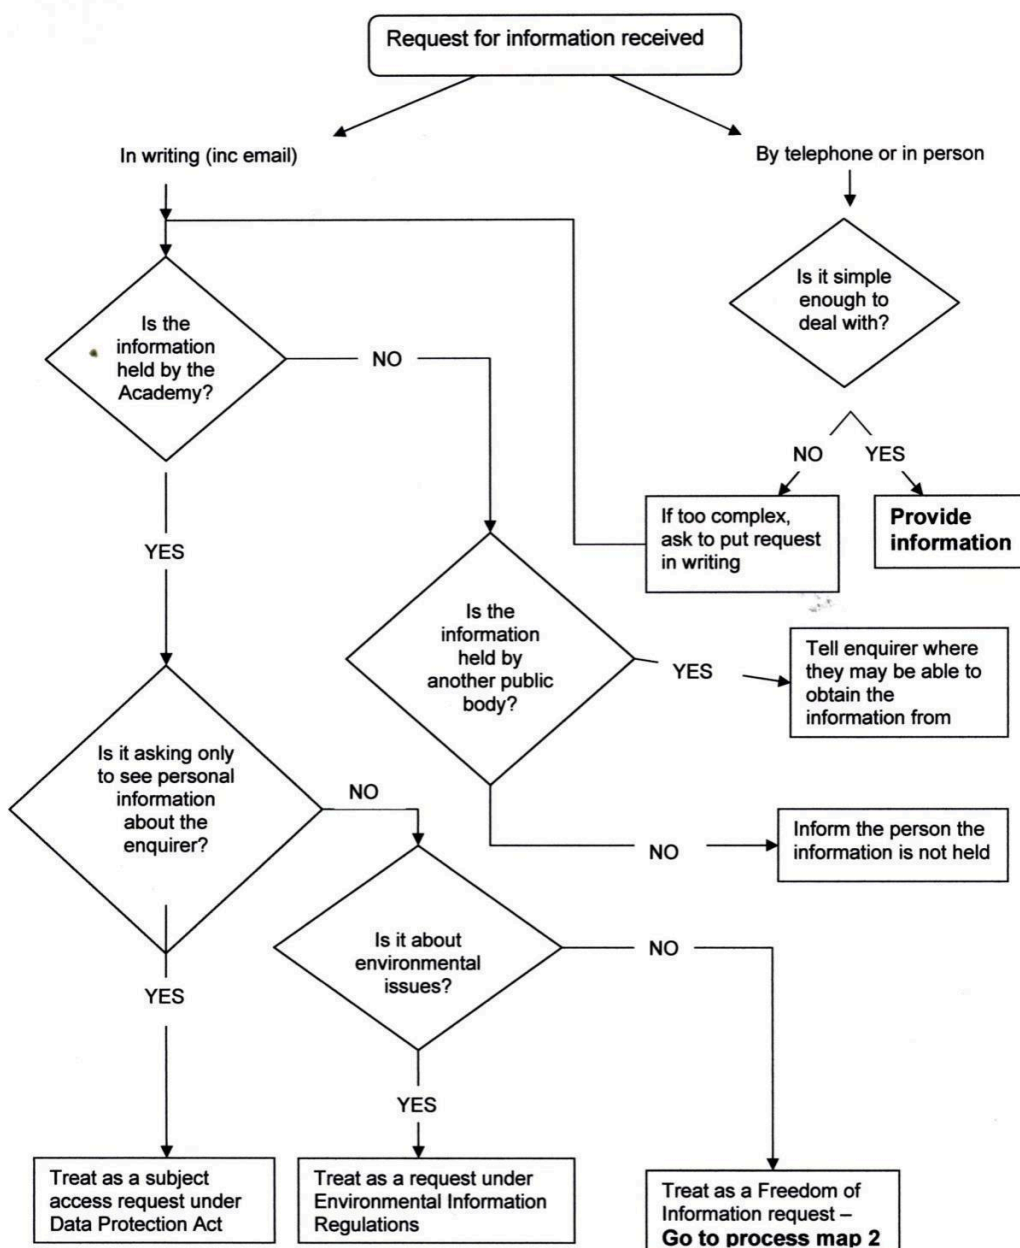 Request for information received
In writing (inc email)
By telephone or in person
Is it simple
enough to
deal with?
Is the
information
held by the
Academy?
NO
NO
YES
If too complex,
ask to put request
in writing
Provide
information
YES
Is the
information
held by
another public
body?
YES
Tell enquirer where
they may be able to
obtain the
information from
Is it asking only
to see personal
information
about the
enquirer?
NO
NO
Inform the person the
information is not held
Is it about
environmental
issues?
NO
YES
YES
Treat as a subject
access request under
Data Protection Act
Treat as a request under
Environmental Information
Regulations
Treat as a Freedom of
Information request –
Go to process map 2